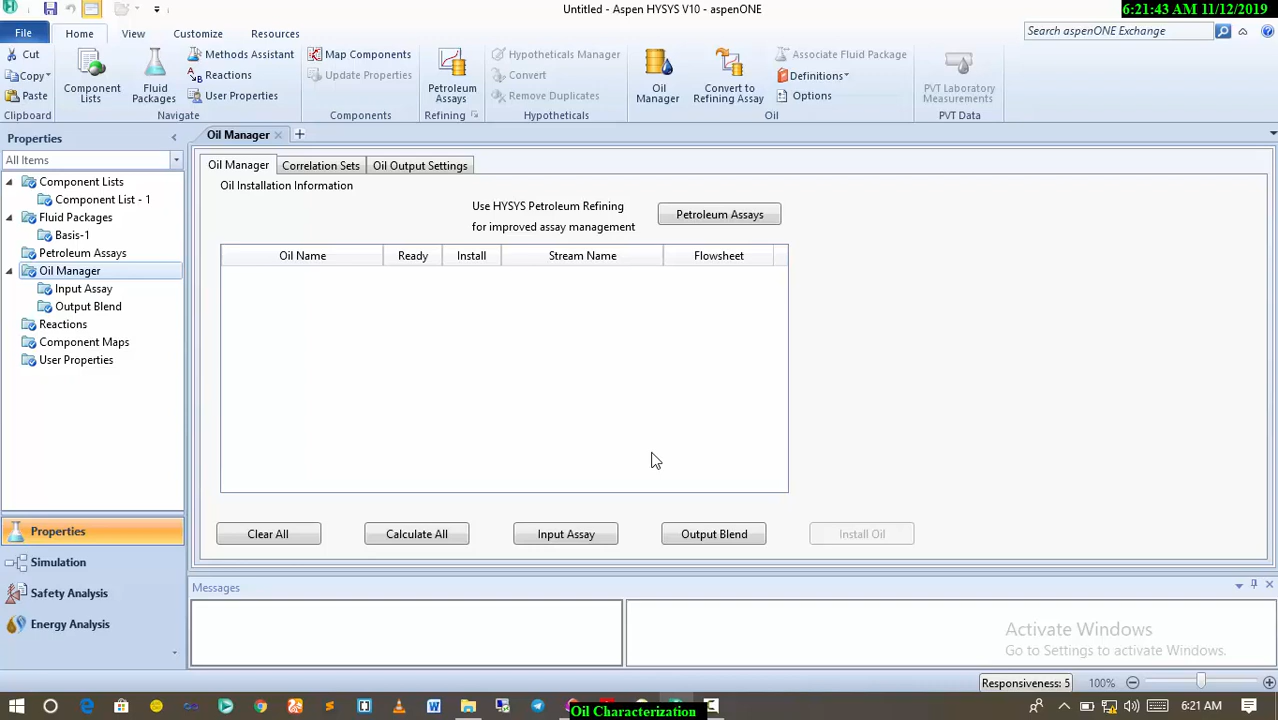 Untitled - Aspen HYSYS V10 - aspenONE
6:21:43 AM 11/12/2019
File
Home
View
Customize
Resources
Search aspenONE Exchange
Cut
Copy
Paste
Clipboard
Component Lists
Fluid Packages
Methods Assistant
Reactions
User Properties
Navigate
Map Components
Update Properties
Components
Petroleum Assays
Refining
Hypotheticals Manager
Convert
Remove Duplicates
Hypotheticals
Oil Manager
Convert to Refining Assay
Associate Fluid Package
Definitions
Options
Oil
PVT Laboratory Measurements
PVT Data
Properties
All Items
Component Lists
Component List - 1
Fluid Packages
Basis-1
Petroleum Assays
Oil Manager
Input Assay
Output Blend
Reactions
Component Maps
User Properties
Properties
Simulation
Safety Analysis
Energy Analysis
Oil Manager
Oil Manager
Correlation Sets
Oil Output Settings
Oil Installation Information
Use HYSYS Petroleum Refining
for improved assay management
Petroleum Assays
Oil Name
Ready
Install
Stream Name
Flowsheet
Clear All
Calculate All
Input Assay
Output Blend
Install Oil
Messages
Activate Windows
Go to Settings to activate Windows.
Responsiveness: 5
100%
Oil Characterization
6:21 AM